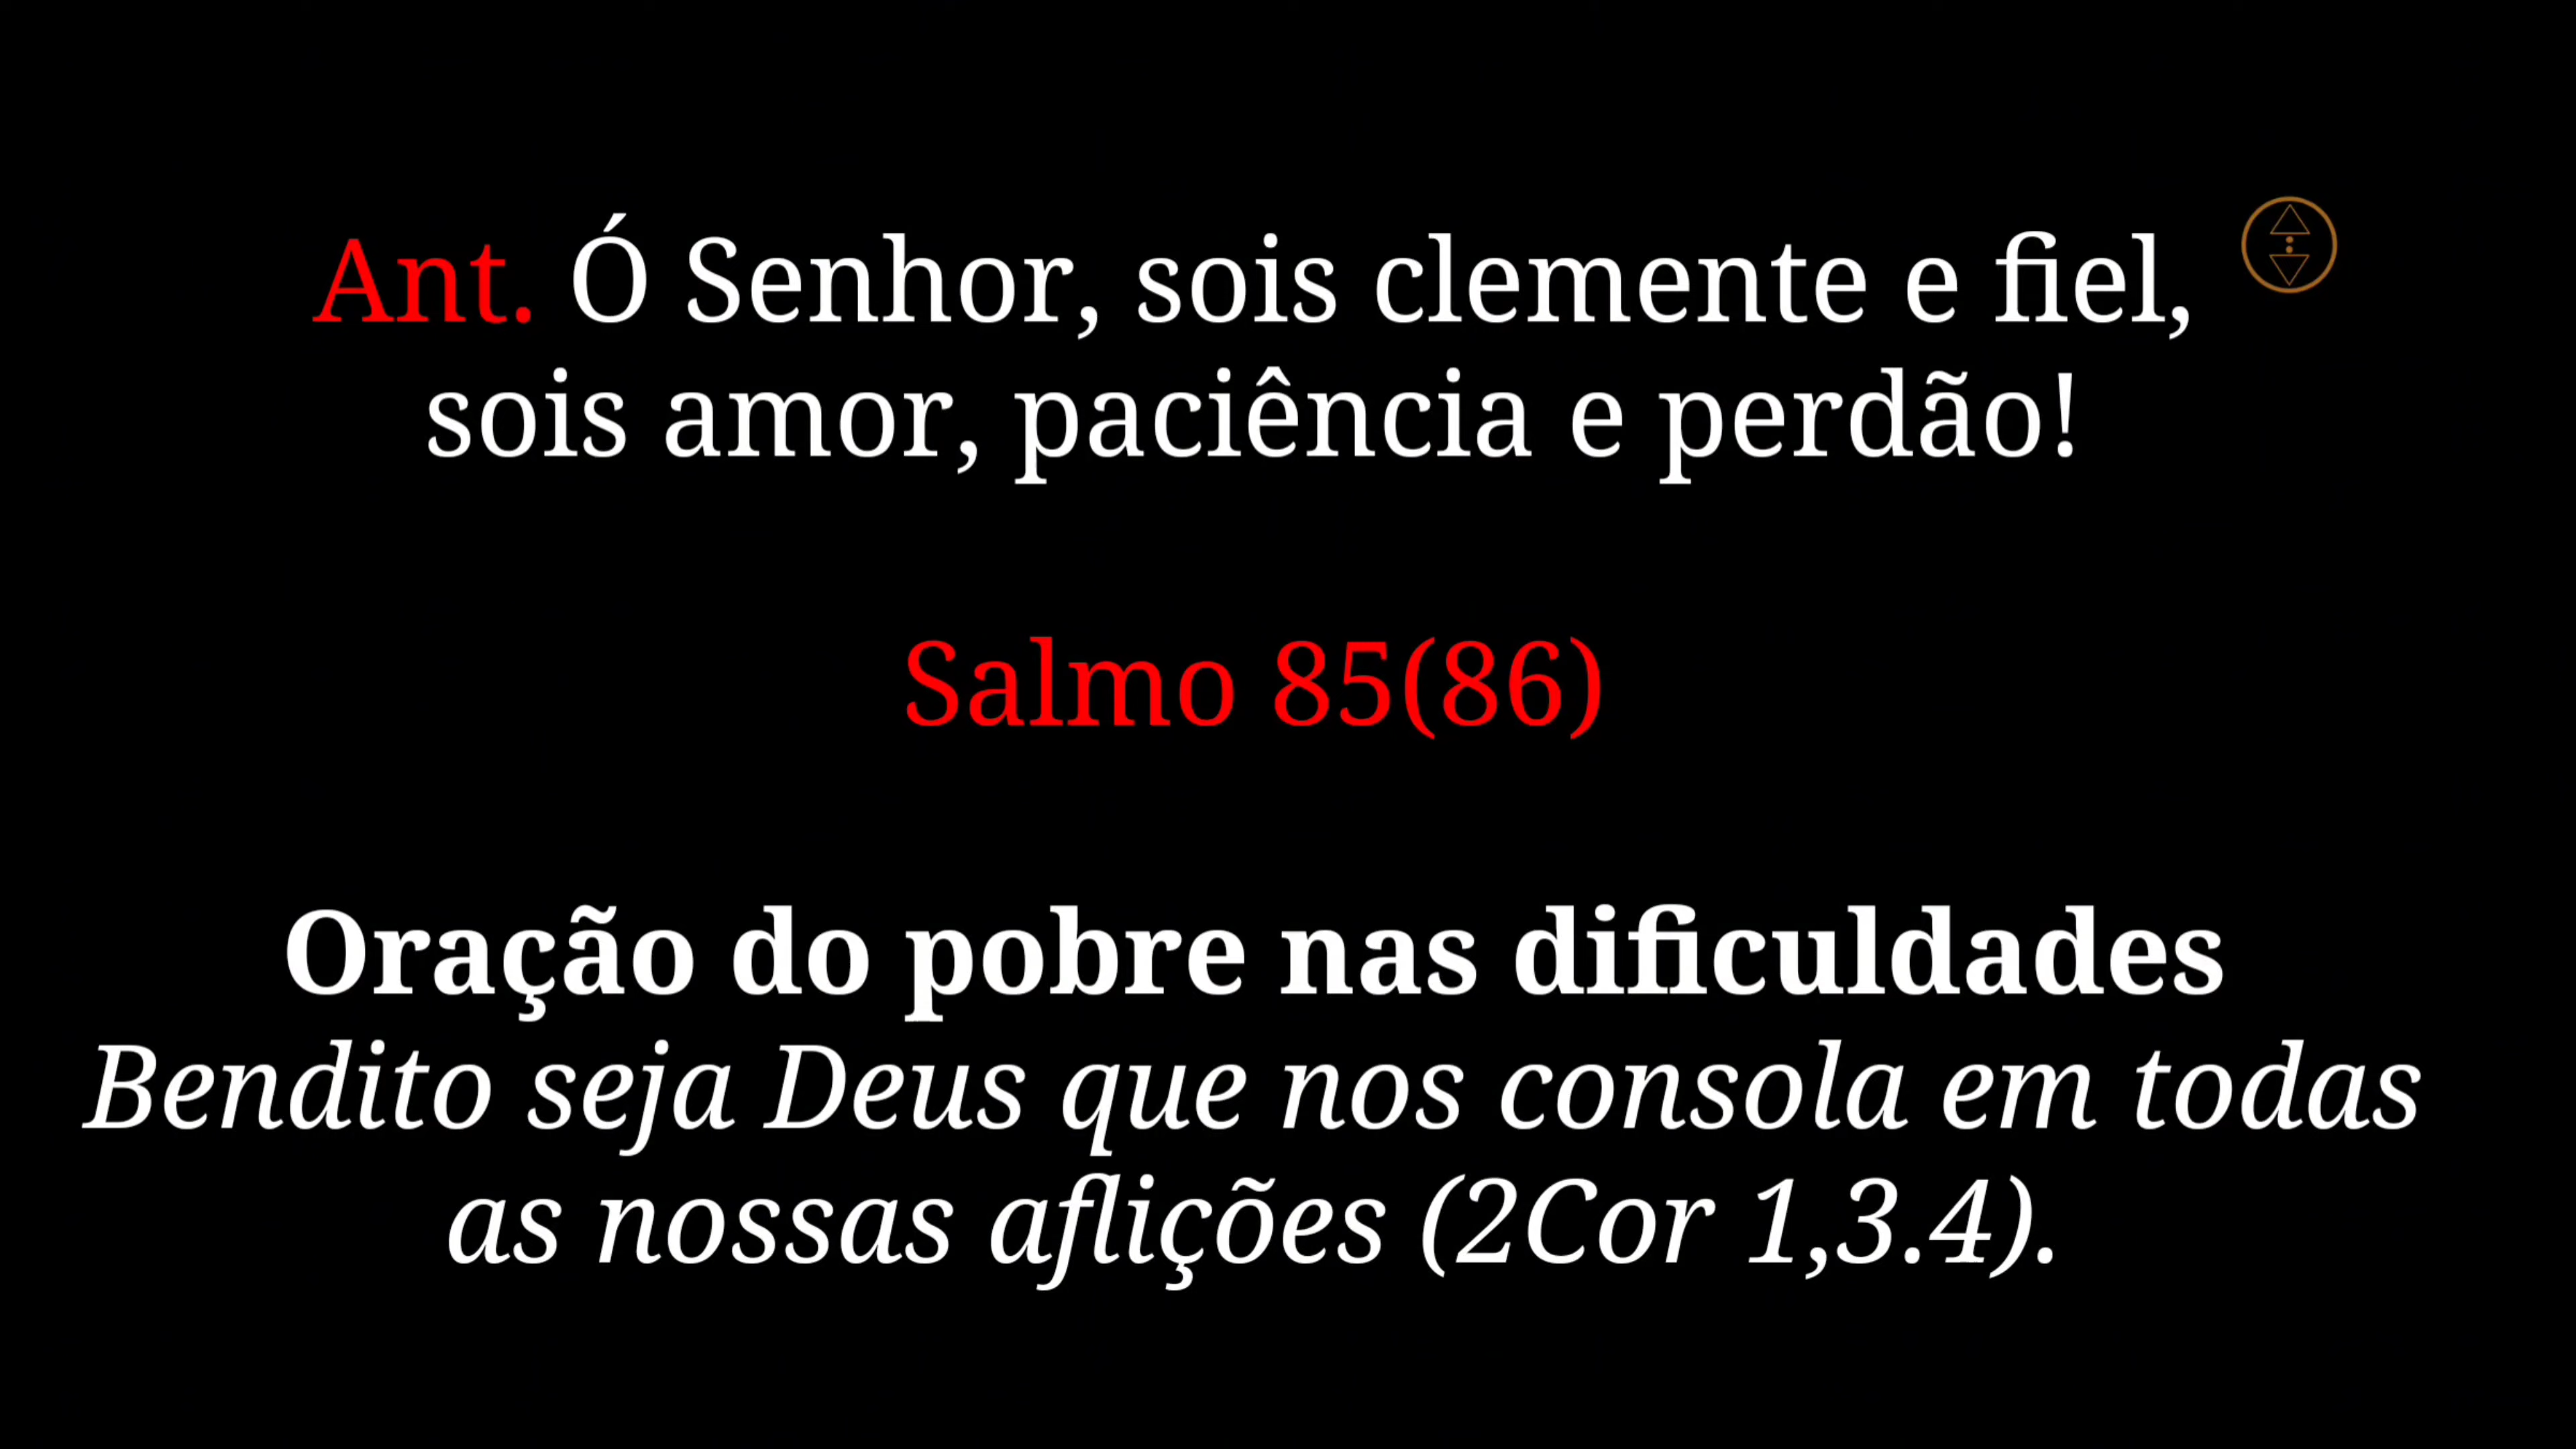 Ant. Ó Senhor, sois clemente e fiel,
sois amor, paciência e perdão!
Salmo 85(86)
Oração do pobre nas dificuldades
Bendito seja Deus que nos consola em todas
as nossas aflições (2Cor 1,3.4).